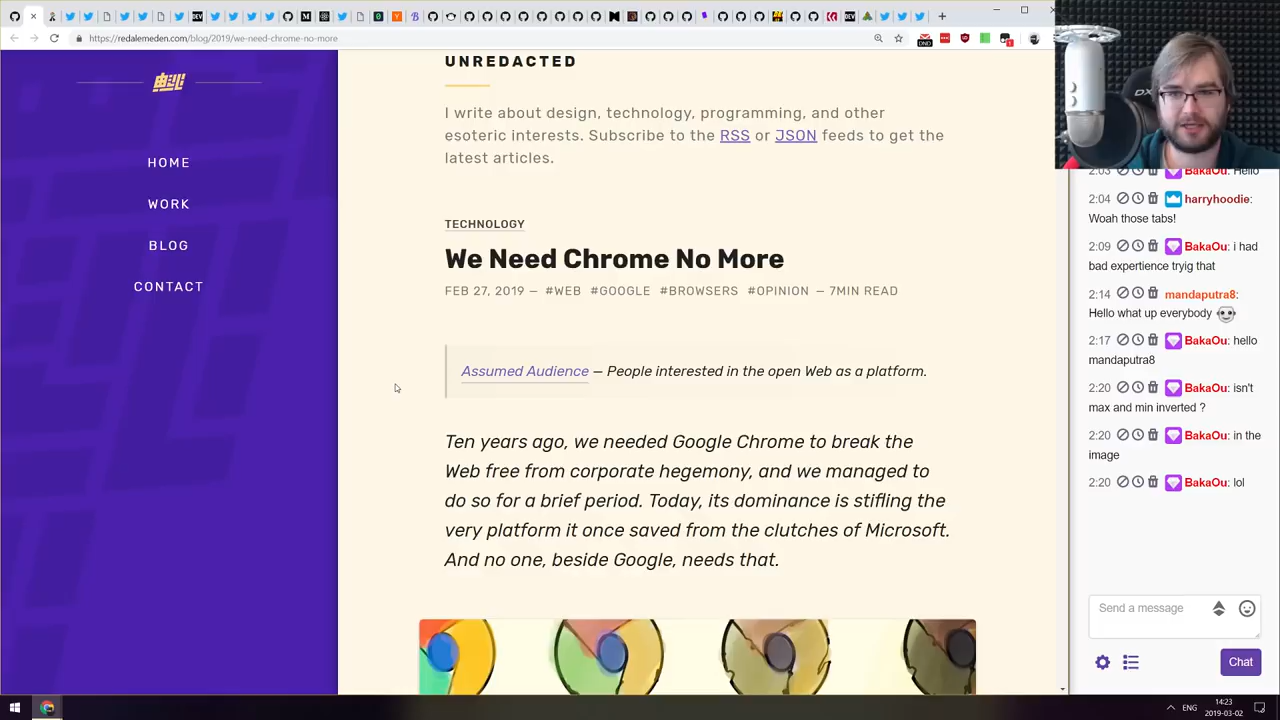 https://redalemeden.com/blog/2019/we-need-chrome-no-more
HOME
WORK
BLOG
CONTACT
UNREDACTED
I write about design, technology, programming, and other
esoteric interests. Subscribe to the RSS or JSON feeds to get the
latest articles.
TECHNOLOGY
We Need Chrome No More
FEB 27, 2019 — #WEB #GOOGLE #BROWSERS #OPINION — 7MIN READ
Assumed Audience — People interested in the open Web as a platform.
Ten years ago, we needed Google Chrome to break the
Web free from corporate hegemony, and we managed to
do so for a brief period. Today, its dominance is stifling the
very platform it once saved from the clutches of Microsoft.
And no one, beside Google, needs that.
2:03 BakaOu: Hello
2:04 harryhoodie:
Woah those tabs!
2:09 BakaOu: i had
bad expertience tryig that
2:14 mandaputra8:
Hello what up everybody
2:17 BakaOu: hello
mandaputra8
2:20 BakaOu: isn't
max and min inverted ?
2:20 BakaOu: in the
image
2:20 BakaOu: lol
Send a message
Chat
ENG
14:23
2019-03-02